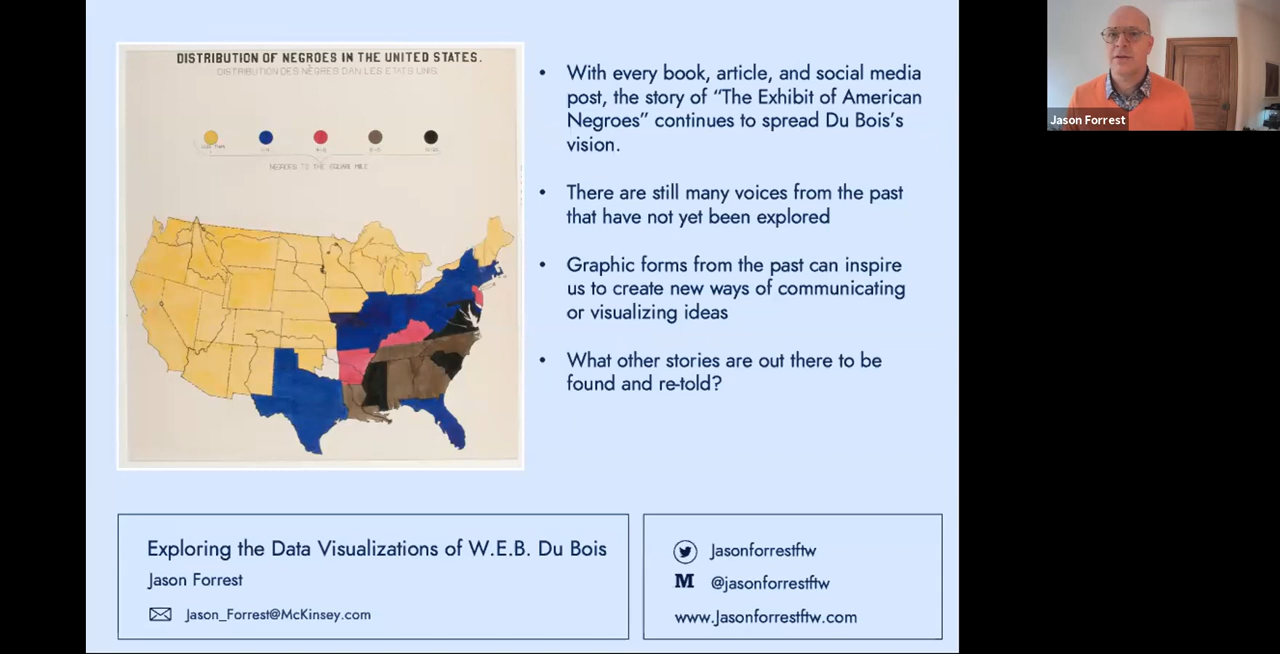 DISTRIBUTION OF NEGROES IN THE UNITED STATES.
DISTRIBUTION DES NÈGRES DAN LES ETATS UNIS.
NEGROES TO THE SQUARE MILE
• With every book, article, and social media
post, the story of “The Exhibit of American
Negroes” continues to spread Du Bois’s
vision.
• There are still many voices from the past
that have not yet been explored
• Graphic forms from the past can inspire
us to create new ways of communicating
or visualizing ideas
• What other stories are out there to be
found and re-told?
Exploring the Data Visualizations of W.E.B. Du Bois
Jason Forrest
Jason_Forrest@McKinsey.com
Jasonforrestftw
M @jasonforrestftw
www.Jasonforrestftw.com
Jason Forrest